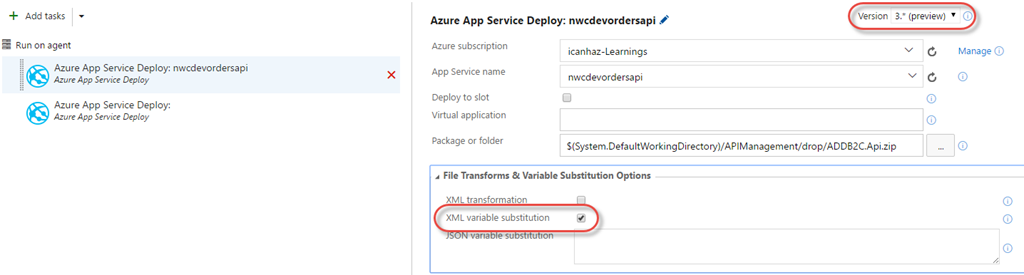 Add tasks
Run on agent
Azure App Service Deploy: nwcdevordersapi
Azure App Service Deploy
Azure App Service Deploy:
Azure App Service Deploy
Azure App Service Deploy: nwcdevordersapi
Version 3.* (preview)
Azure subscription icanhaz-Learnings Manage
App Service name nwcdevordersapi
Deploy to slot
Virtual application
Package or folder $(System.DefaultWorkingDirectory)/APIManagement/drop/ADDB2C.Api.zip ...
File Transforms & Variable Substitution Options
XML transformation
XML variable substitution
JSON variable substitution